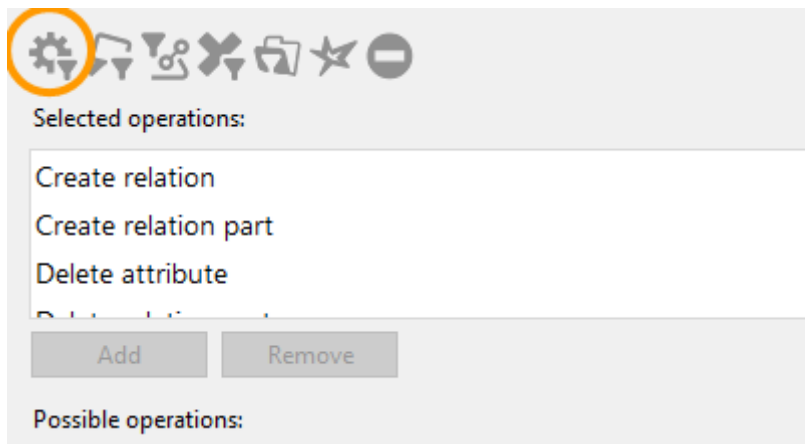 Selected operations:
Create relation
Create relation part
Delete attribute
Add Remove
Possible operations: